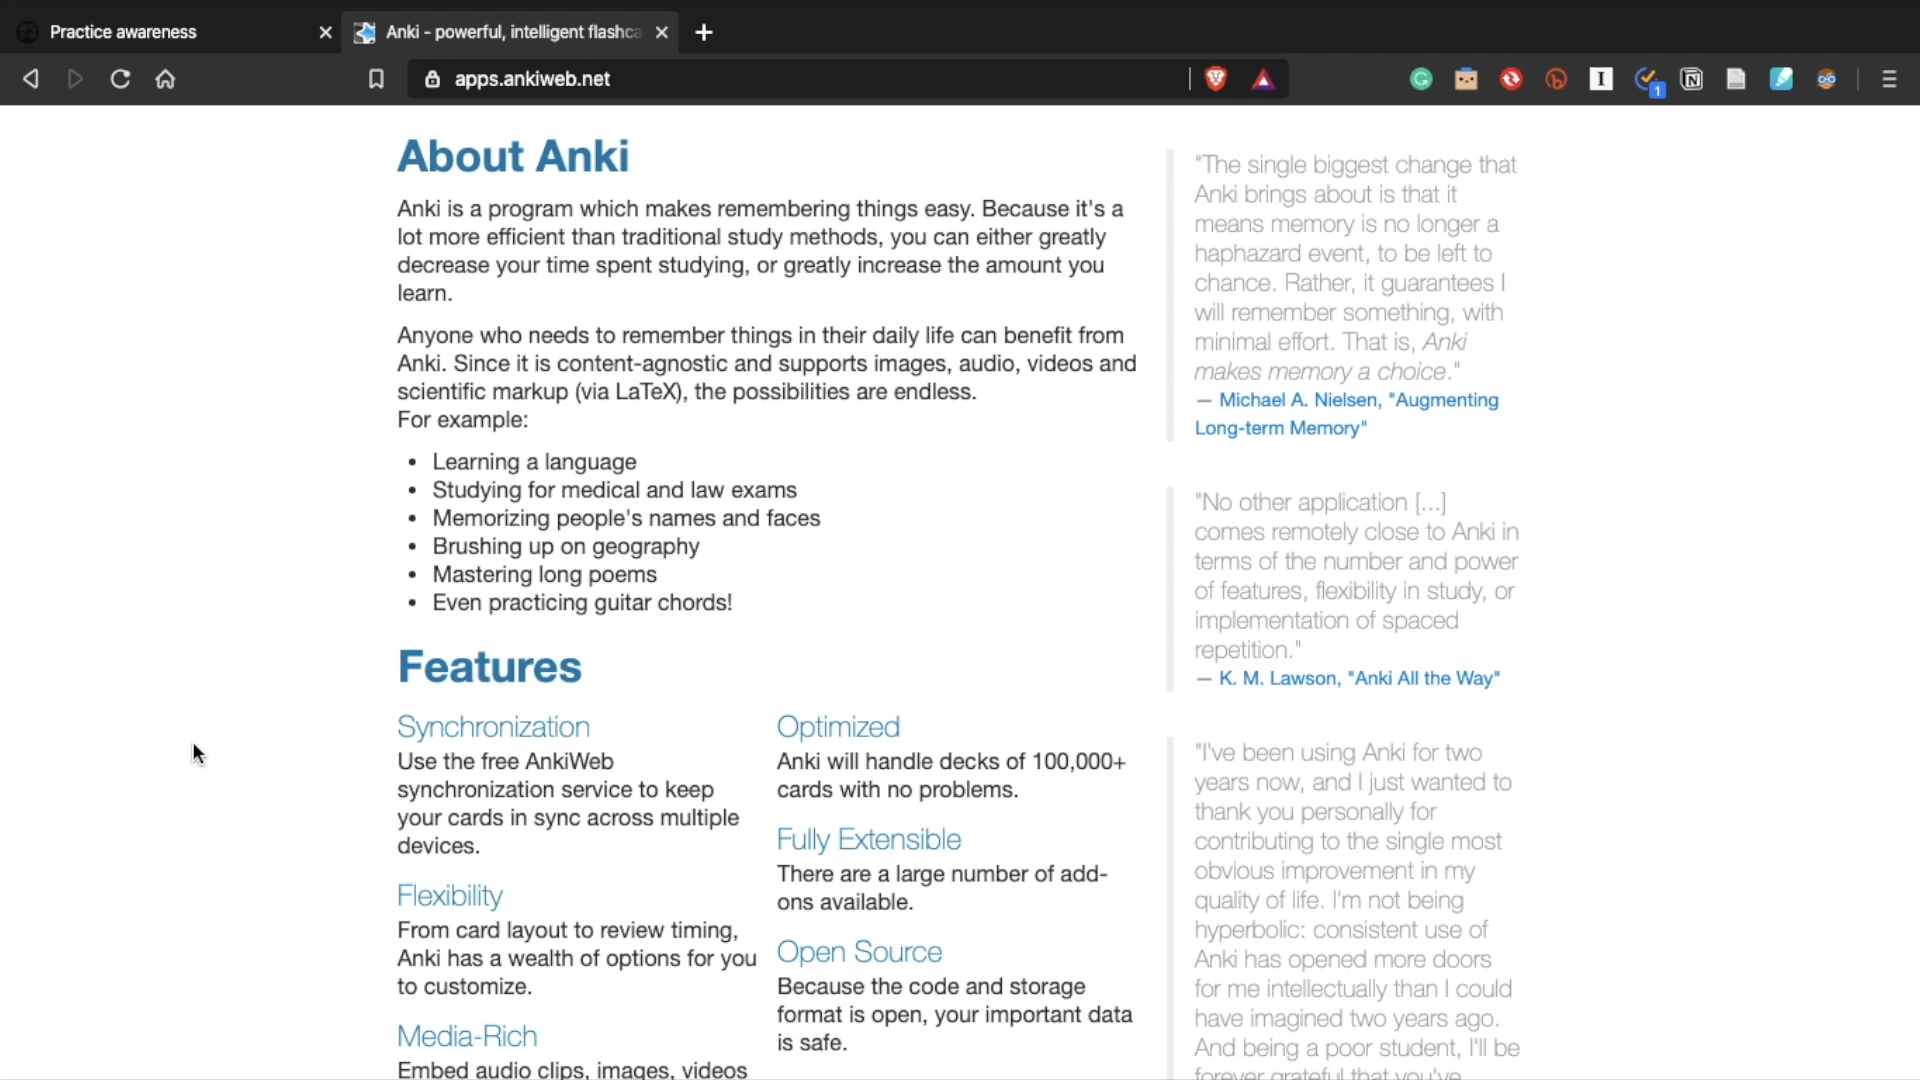 Practice awareness
Anki - powerful, intelligent flashca
apps.ankiweb.net
1
About Anki
Anki is a program which makes remembering things easy. Because it's a
lot more efficient than traditional study methods, you can either greatly
decrease your time spent studying, or greatly increase the amount you
learn.
Anyone who needs to remember things in their daily life can benefit from
Anki. Since it is content-agnostic and supports images, audio, videos and
scientific markup (via LaTeX), the possibilities are endless.
For example:
• Learning a language
• Studying for medical and law exams
• Memorizing people's names and faces
• Brushing up on geography
• Mastering long poems
• Even practicing guitar chords!
Features
Synchronization
Use the free AnkiWeb
synchronization service to keep
your cards in sync across multiple
devices.
Flexibility
From card layout to review timing,
Anki has a wealth of options for you
to customize.
Media-Rich
Embed audio clips, images, videos
Optimized
Anki will handle decks of 100,000+
cards with no problems.
Fully Extensible
There are a large number of add-
ons available.
Open Source
Because the code and storage
format is open, your important data
is safe.
"The single biggest change that
Anki brings about is that it
means memory is no longer a
haphazard event, to be left to
chance. Rather, it guarantees I
will remember something, with
minimal effort. That is, Anki
makes memory a choice."
— Michael A. Nielsen, "Augmenting
Long-term Memory"
"No other application [...]
comes remotely close to Anki in
terms of the number and power
of features, flexibility in study, or
implementation of spaced
repetition."
— K. M. Lawson, "Anki All the Way"
"I've been using Anki for two
years now, and I just wanted to
thank you personally for
contributing to the single most
obvious improvement in my
quality of life. I'm not being
hyperbolic: consistent use of
Anki has opened more doors
for me intellectually than I could
have imagined two years ago.
And being a poor student, I'll be
forever grateful that you've